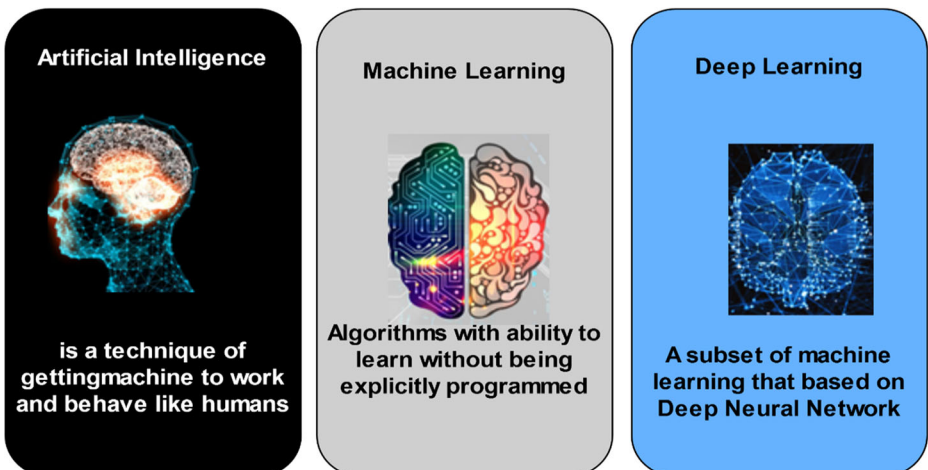 Artificial Intelligence
is a technique of
gettingmachine to work
and behave like humans
Machine Learning
Algorithms with ability to
learn without being
explicitly programmed
Deep Learning
A subset of machine
learning that based on
Deep Neural Network